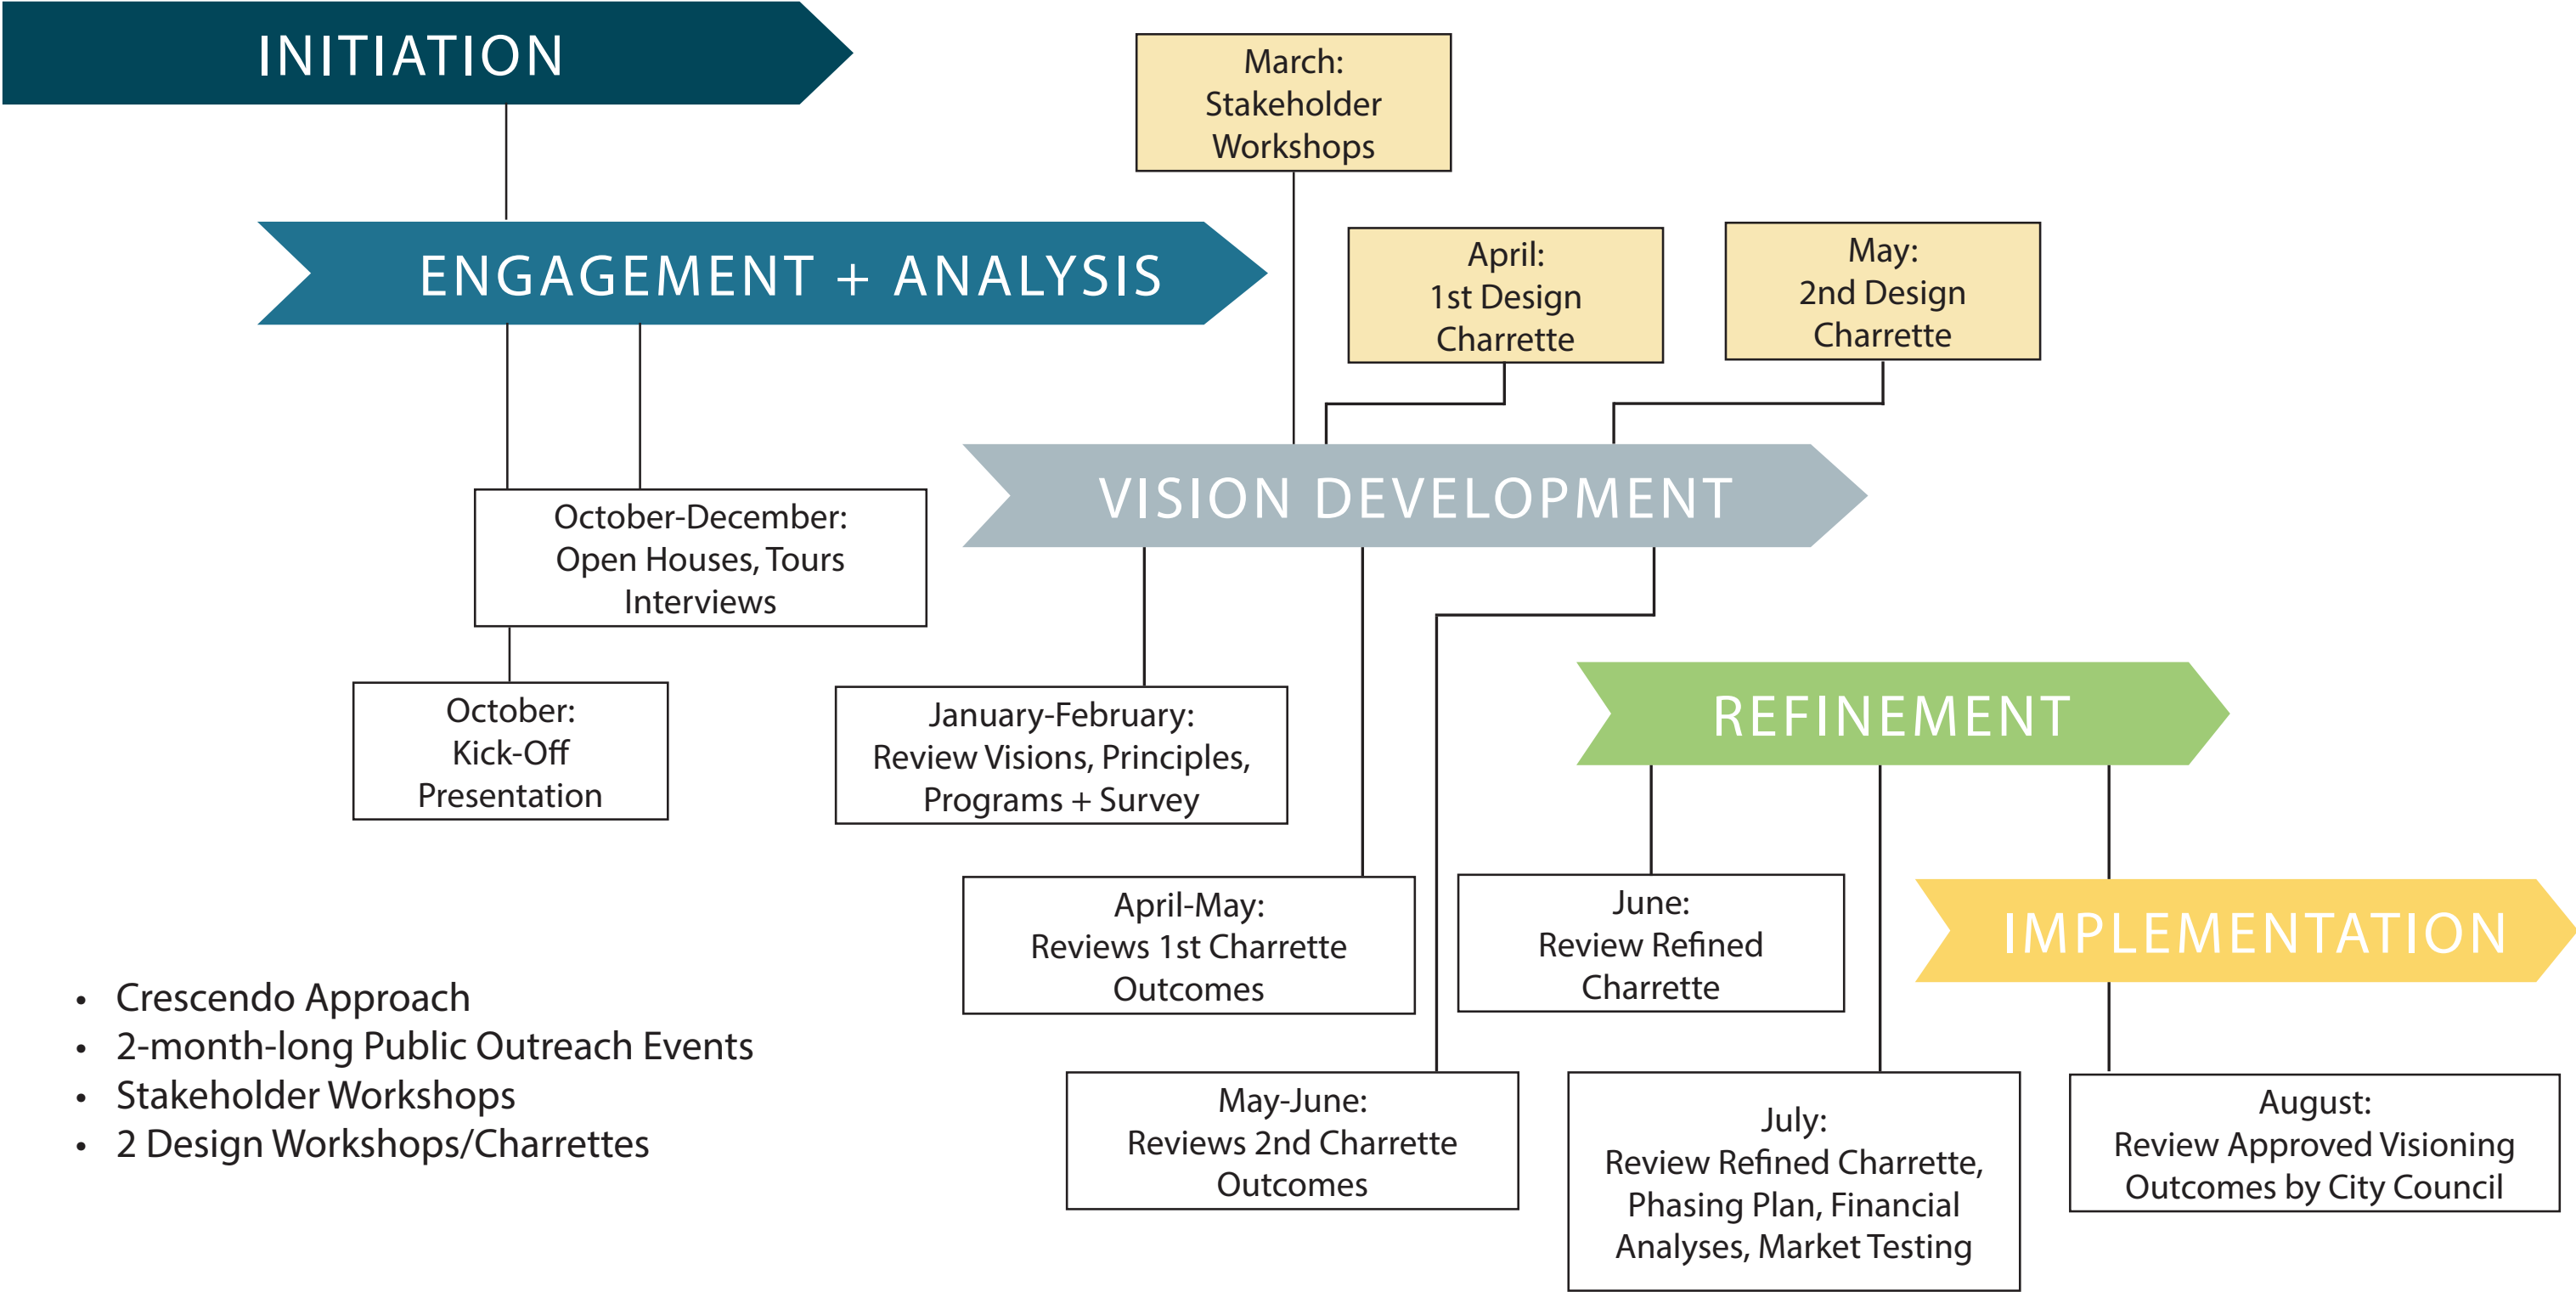 INITIATION
March:
Stakeholder
Workshops
ENGAGEMENT + ANALYSIS
April:
1st Design
Charrette
May:
2nd Design
Charrette
VISION DEVELOPMENT
October-December:
Open Houses, Tours
Interviews
October:
Kick-Off
Presentation
January-February:
Review Visions, Principles,
Programs + Survey
REFINEMENT
April-May:
Reviews 1st Charrette
Outcomes
June:
Review Refined
Charrette
IMPLEMENTATION
• Crescendo Approach
• 2-month-long Public Outreach Events
• Stakeholder Workshops
• 2 Design Workshops/Charrettes
May-June:
Reviews 2nd Charrette
Outcomes
July:
Review Refined Charrette,
Phasing Plan, Financial
Analyses, Market Testing
August:
Review Approved Visioning
Outcomes by City Council